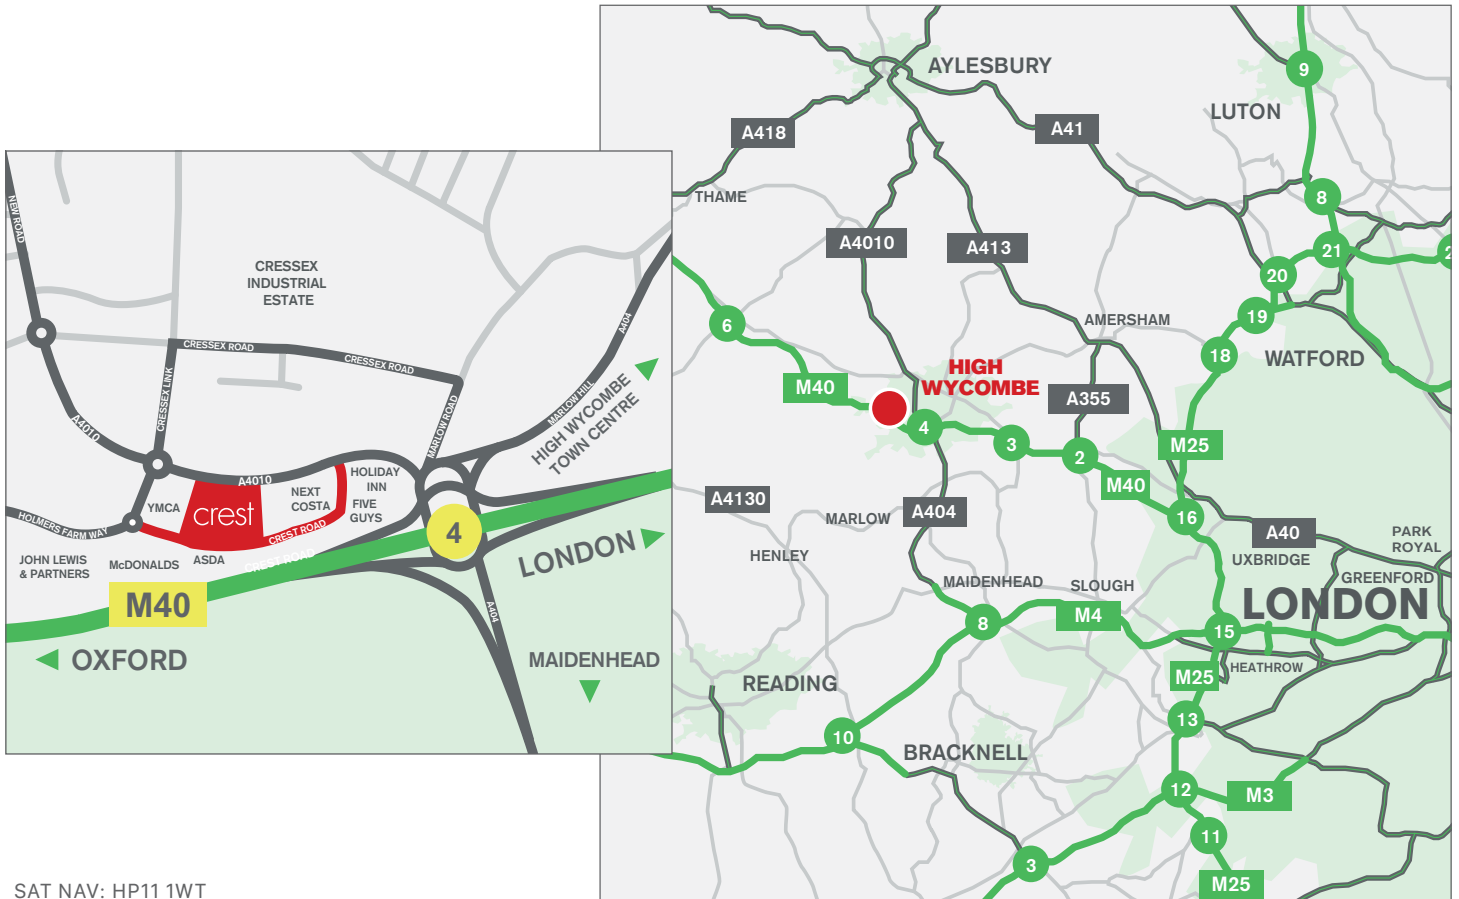 NEW ROAD
CRESSEX
INDUSTRIAL
ESTATE
CRESSEX ROAD
CRESSEX ROAD
CRESSEX LINK
A4010
MARLOW ROAD
MARLOW HILL
A404
HIGH WYCOMBE
TOWN CENTRE
A4010
HOLIDAY
INN
FIVE
GUYS
NEXT
COSTA
YMCA
crest
CREST ROAD
CREST ROAD
HOLMERS FARM WAY
JOHN LEWIS
& PARTNERS
McDONALDS
ASDA
4
M40
LONDON
A404
OXFORD
MAIDENHEAD
SAT NAV: HP11 1WT
AYLESBURY
9
LUTON
A418
A41
THAME
8
A4010
A413
21
2
20
6
AMERSHAM
19
18
WATFORD
HIGH
WYCOMBE
M40
A355
4
3
2
M25
M40
A4130
MARLOW
A404
16
A40
PARK
ROYAL
HENLEY
UXBRIDGE
GREENFORD
MAIDENHEAD
SLOUGH
LONDON
8
M4
15
HEATHROW
READING
M25
13
10
BRACKNELL
12
M3
11
3
M25